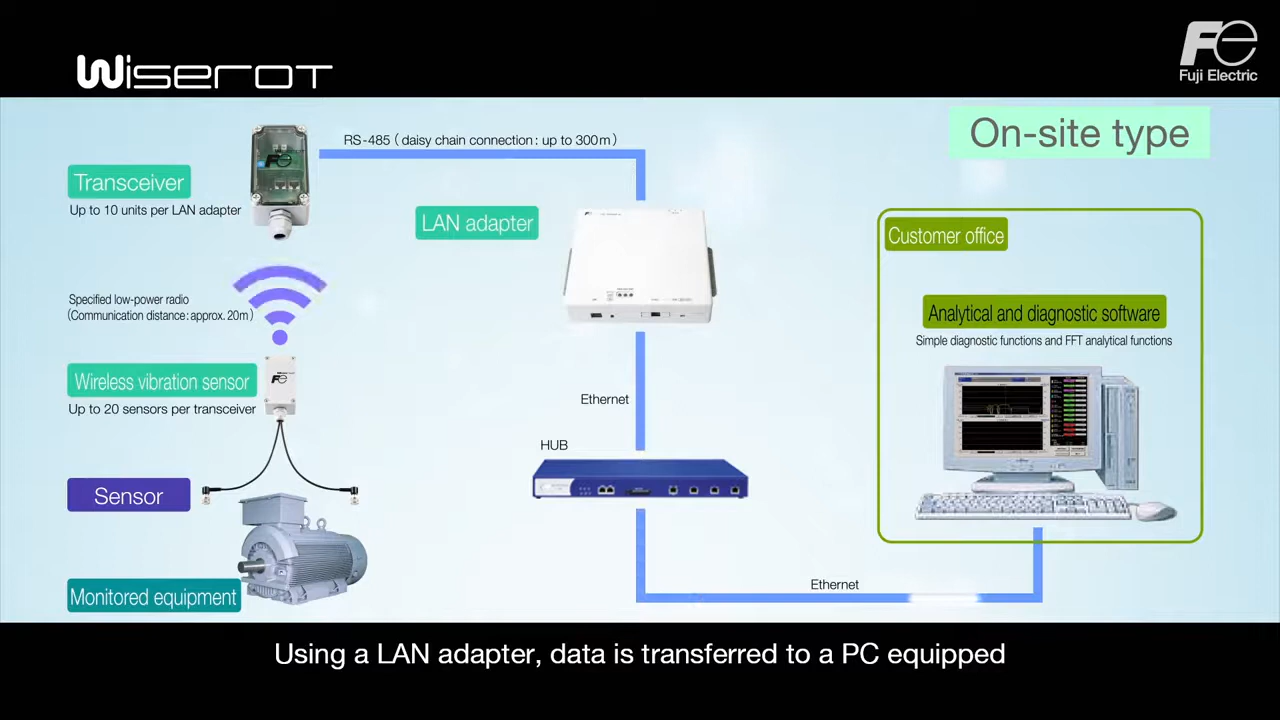 Wiserot
Fe
Fuji Electric
On-site type
RS-485 ( daisy chain connection : up to 300m )
Transceiver
Up to 10 units per LAN adapter
LAN adapter
Customer office
Specified low-power radio
(Communication distance : approx. 20m)
Analytical and diagnostic software
Simple diagnostic functions and FFT analytical functions
Wireless vibration sensor
Up to 20 sensors per transceiver
Ethernet
HUB
Sensor
Ethernet
Monitored equipment
Using a LAN adapter, data is transferred to a PC equipped